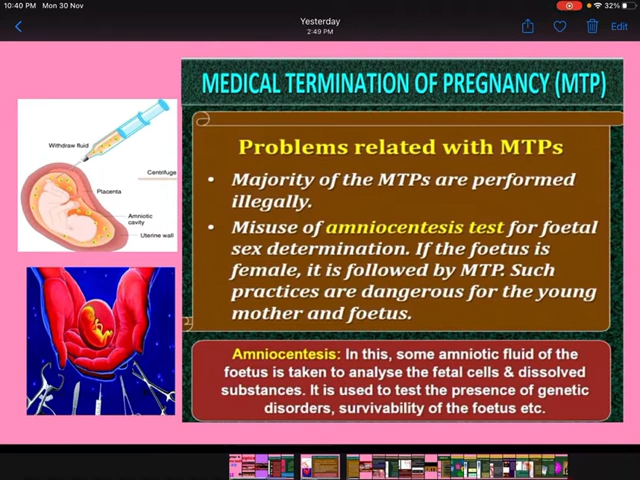 10:40 PM Mon 30 Nov
32%
Yesterday
2:49 PM
Edit
MEDICAL TERMINATION OF PREGNANCY (MTP)
Withdraw fluid
Centrifuge
Placenta
Amniotic
cavity
Uterine wall
Problems related with MTPs
• Majority of the MTPs are performed
illegally.
• Misuse of amniocentesis test for foetal
sex determination. If the foetus is
female, it is followed by MTP. Such
practices are dangerous for the young
mother and foetus.
Amniocentesis: In this, some amniotic fluid of the
foetus is taken to analyse the fetal cells & dissolved
substances. It is used to test the presence of genetic
disorders, survivability of the foetus etc.